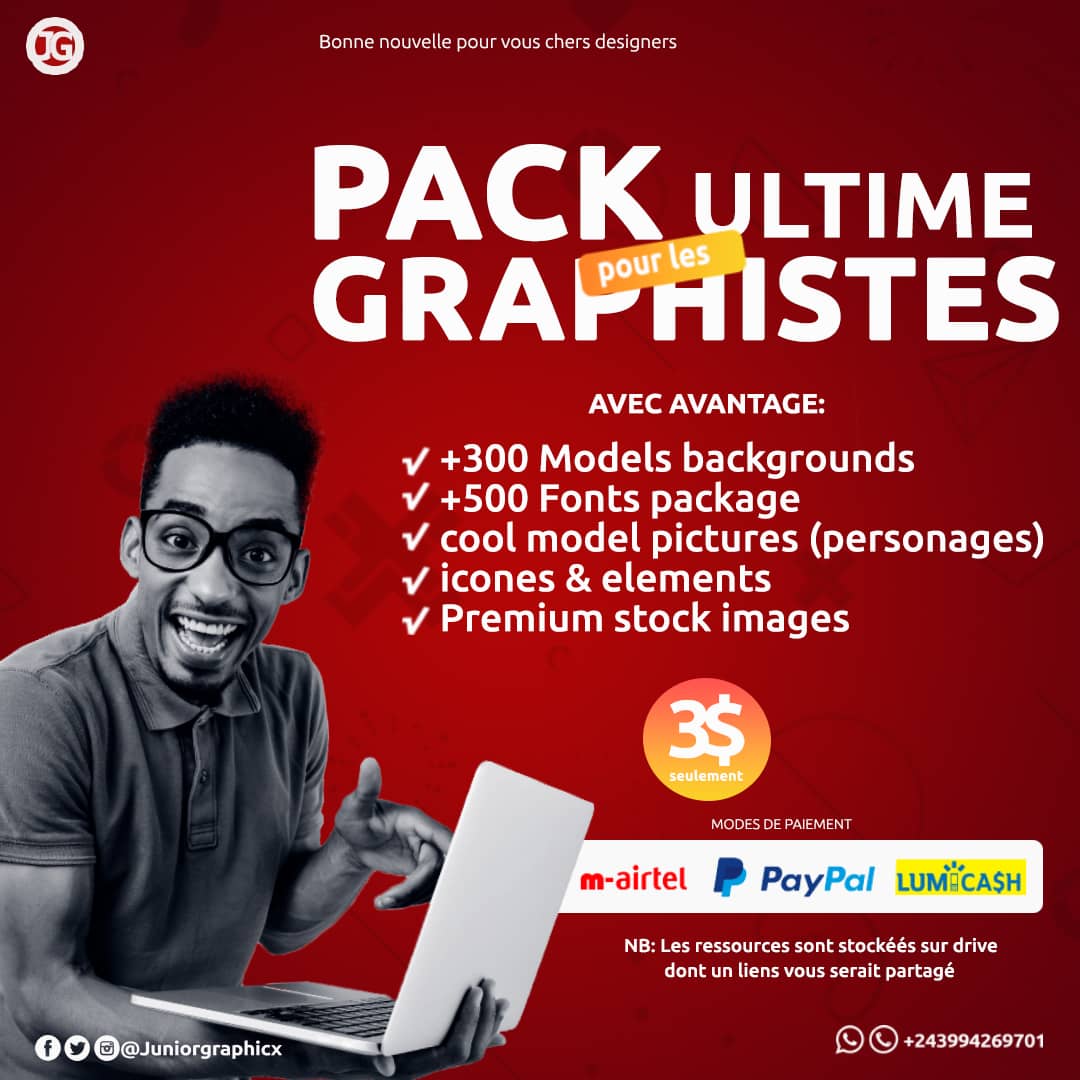 JG
Bonne nouvelle pour vous chers designers
PACK ULTIME
pour les
GRAPHISTES
AVEC AVANTAGE:
+300 Models backgrounds
+500 Fonts package
cool model pictures (personages)
icones & elements
Premium stock images
3$
seulement
MODES DE PAIEMENT
m-airtel PayPal LUMICA$H
NB: Les ressources sont stockéés sur drive
dont un liens vous serait partagé
@Juniorgraphicx
+243994269701